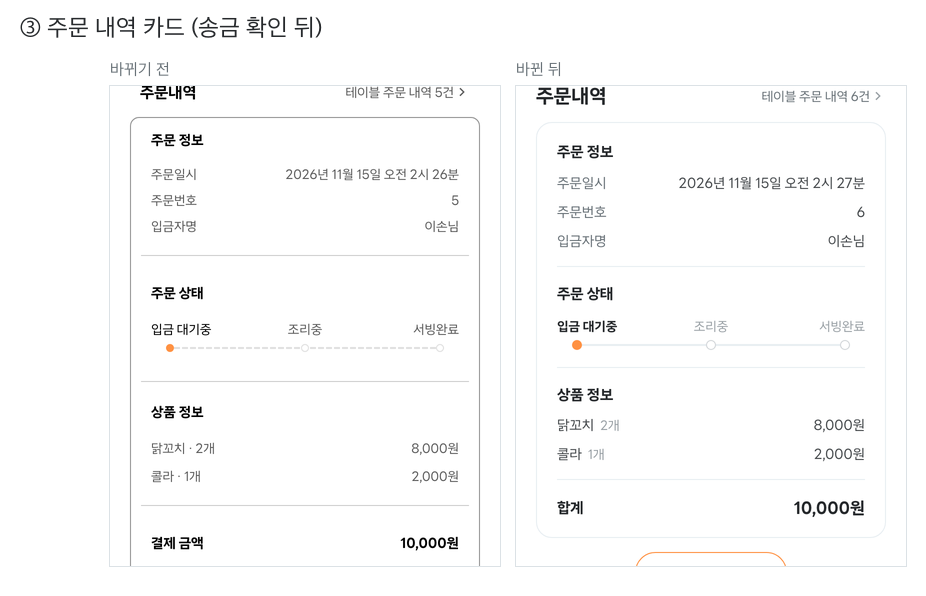 ③ 주문 내역 카드 (송금 확인 뒤)
바뀌기 전
주문내역
테이블 주문 내역 5건 >
주문 정보
주문일시 2026년 11월 15일 오전 2시 26분
주문번호 5
입금자명 이손님
주문 상태
입금 대기중 조리중 서빙완료
상품 정보
닭꼬치 · 2개 8,000원
콜라 · 1개 2,000원
결제 금액 10,000원
바뀐 뒤
주문내역
테이블 주문 내역 6건 >
주문 정보
주문일시 2026년 11월 15일 오전 2시 27분
주문번호 6
입금자명 이손님
주문 상태
입금 대기중 조리중 서빙완료
상품 정보
닭꼬치 2개 8,000원
콜라 1개 2,000원
합계 10,000원